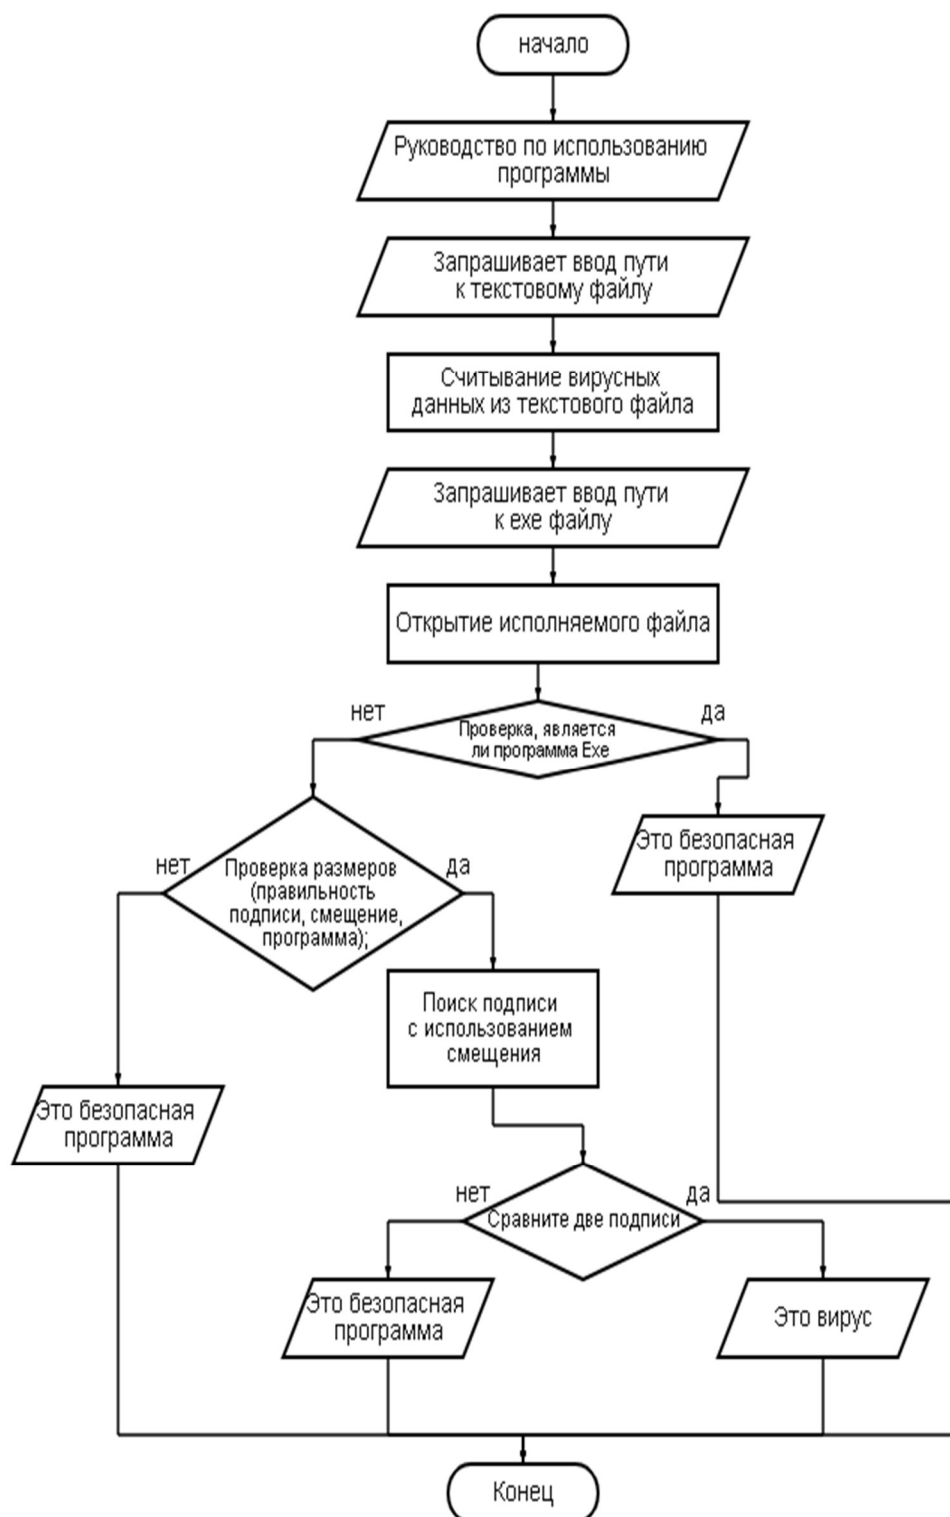 начало
Руководство по использованию
программы
Запрашивает ввод пути
к текстовому файлу
Считывание вирусных
данных из текстового файла
Запрашивает ввод пути
к exe файлу
Открытие исполняемого файла
нет
да
Проверка, является
ли программа Exe
нет
Проверка размеров
(правильность
подписи, смещение,
программа);
да
Это безопасная
программа
Поиск подписи
с использованием
смещения
Это безопасная
программа
нет
Сравните две подписи
да
Это безопасная
программа
Это вирус
Конец